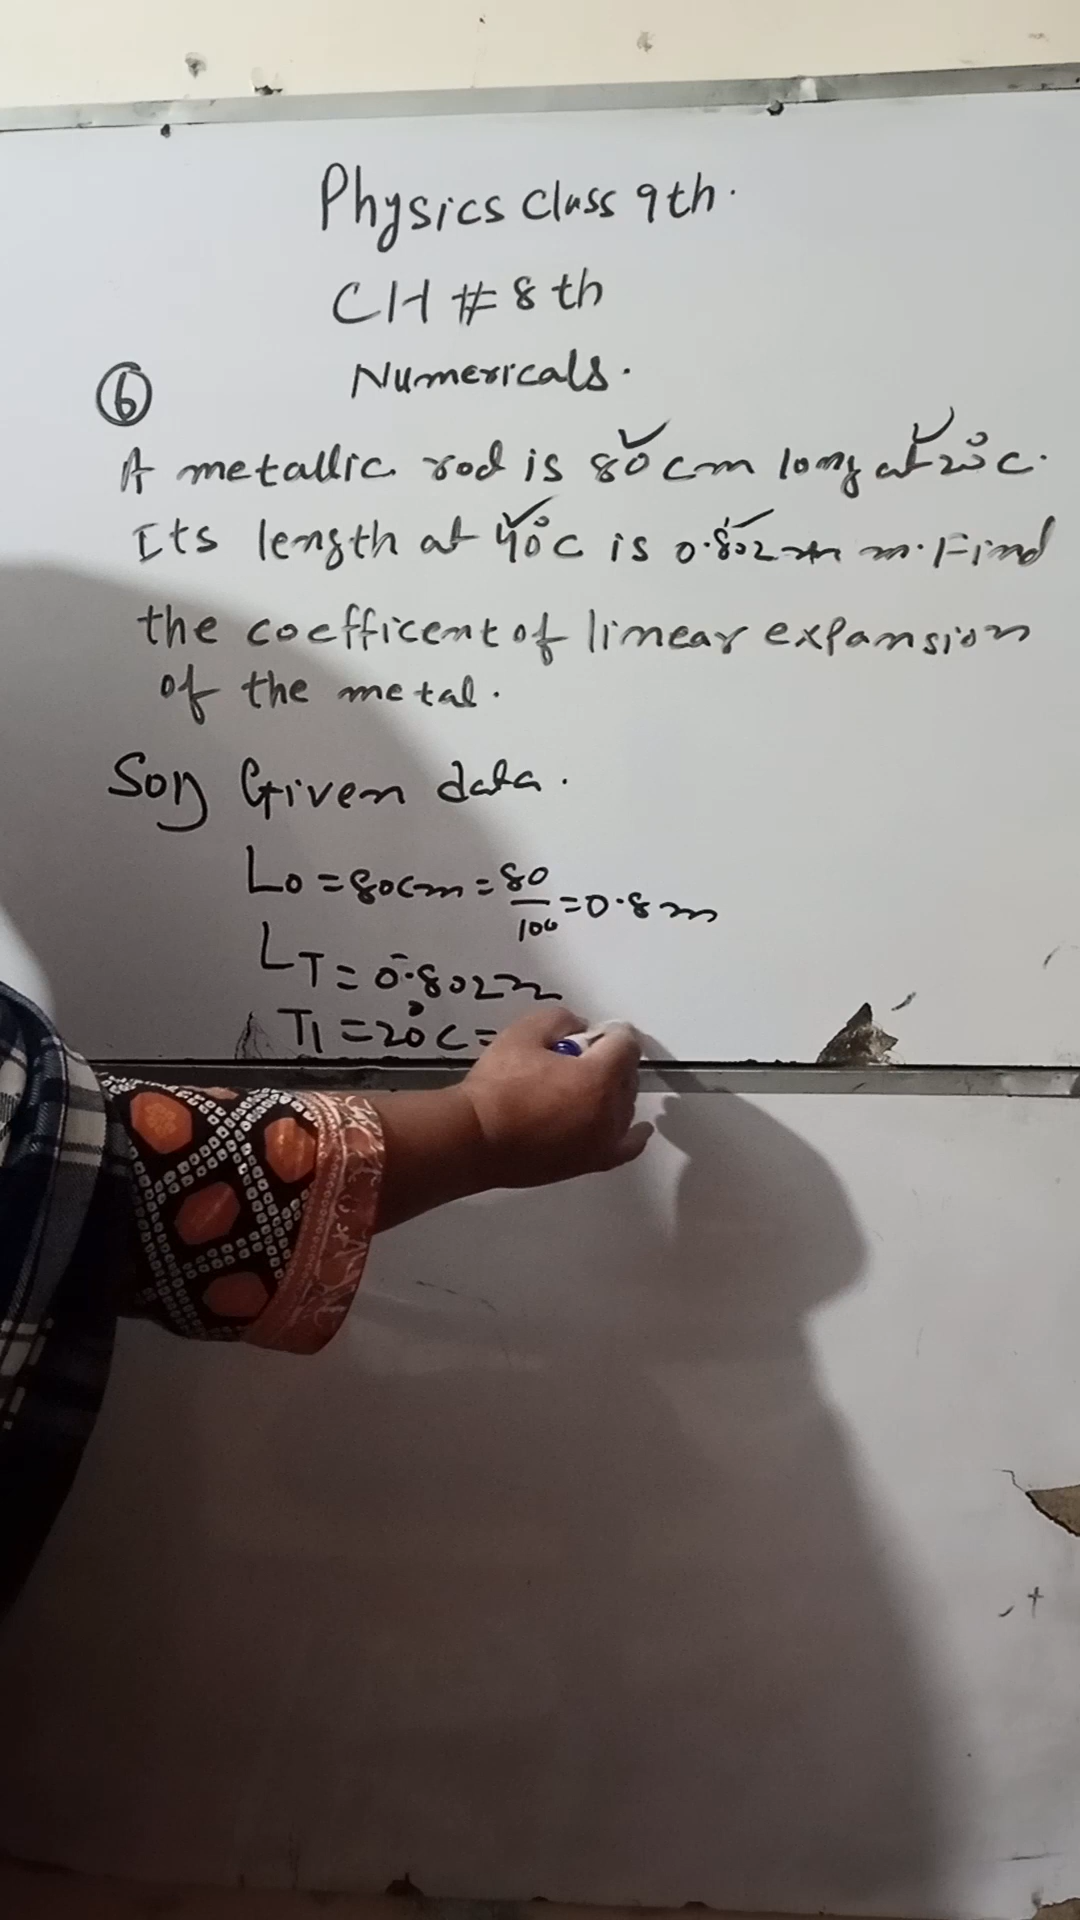 Physics class 9th.
CH # 8th
Numericals.
6
A metallic rod is 80 cm long at 20°c.
Its length at 40°c is 0.802 m. Find
the coefficent of linear expansion
of the metal.
Given data.
L0 = 80cm = 80/100 = 0.8m
LT = 0.802m
T1 = 20°C =